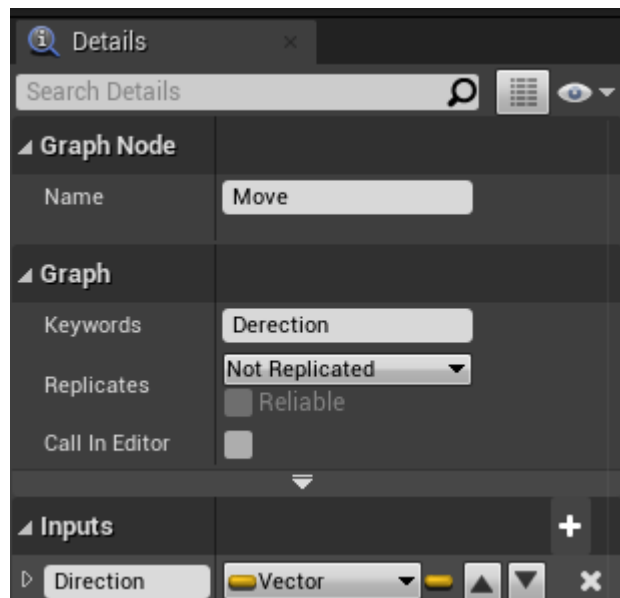 Details
Search Details
Graph Node
Name Move
Graph
Keywords Derection
Replicates Not Replicated
Reliable
Call In Editor
Inputs
Direction Vector